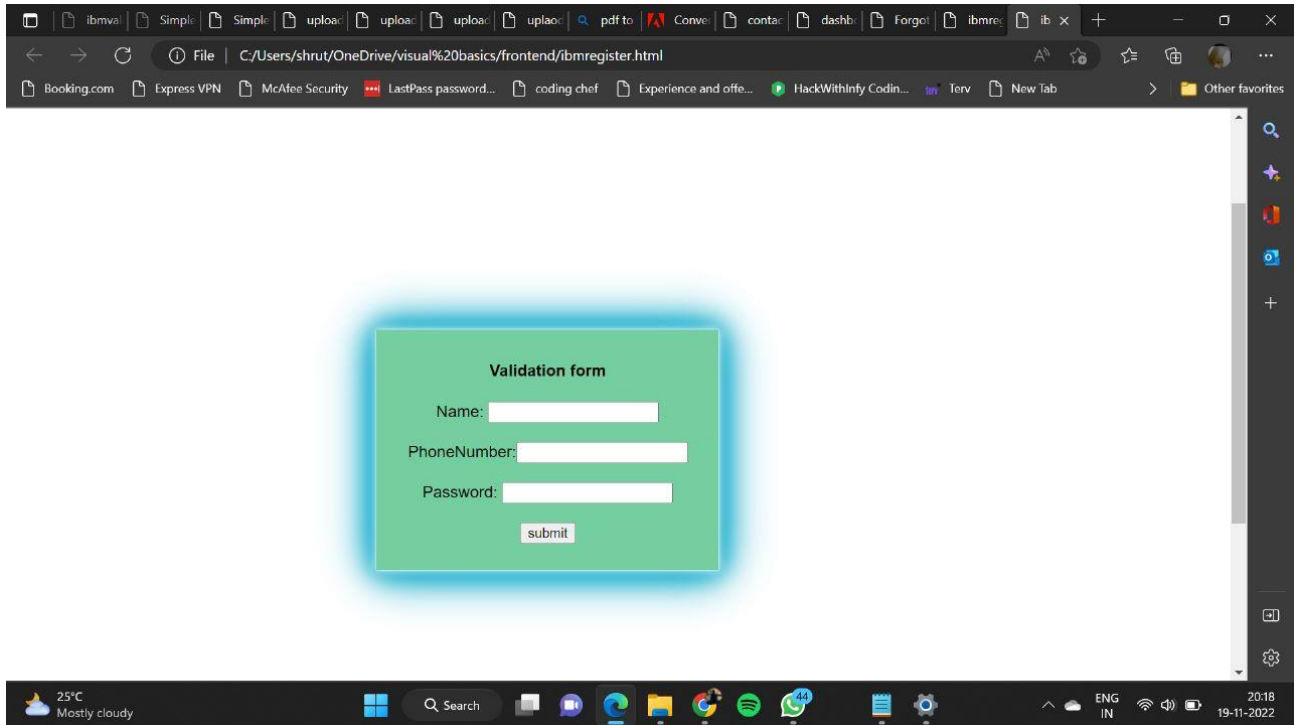 ibmval Simple Simple upload upload upload uplaod pdf to Conver contac dashbo Forgot ibmreg ib
File C:/Users/shrut/OneDrive/visual%20basics/frontend/ibmregister.html
Booking.com Express VPN McAfee Security LastPass password... coding chef Experience and offe... HackWithInfy Codin... Terv New Tab Other favorites
Validation form
Name:
PhoneNumber:
Password:
submit
25°C
Mostly cloudy
Search
44
ENG
IN
20:18
19-11-2022